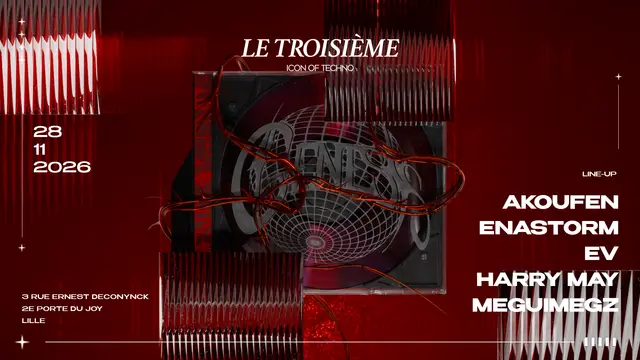 LE TROISIÈME
ICON OF TECHNO
28
11
2026
GENESIS
LINE-UP
AKOUFEN
ENASTORM
EV
HARRY MAY
MEGUIMEGZ
3 RUE ERNEST DECONYNCK
2E PORTE DU JOY
LILLE